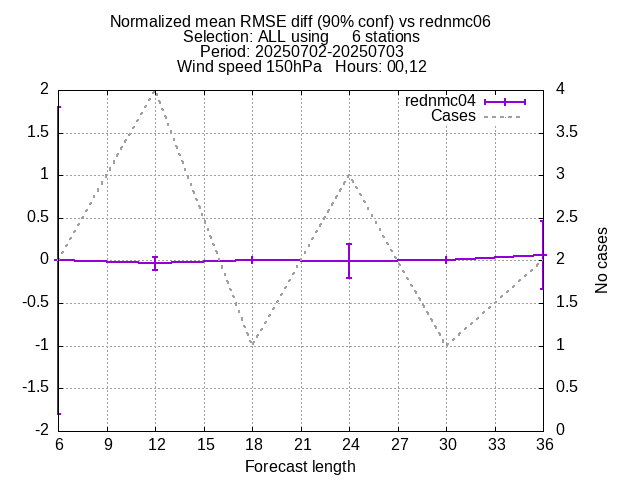 Normalized mean RMSE diff (90% conf) vs rednmc06
Selection: ALL using     6 stations
Period: 20250702-20250703
Wind speed 150hPa   Hours: 00,12
rednmc04
Cases
2
1.5
1
0.5
0
-0.5
-1
-1.5
-2
4
3.5
3
2.5
2
1.5
1
0.5
0
No cases
6 9 12 15 18 21 24 27 30 33 36
Forecast length